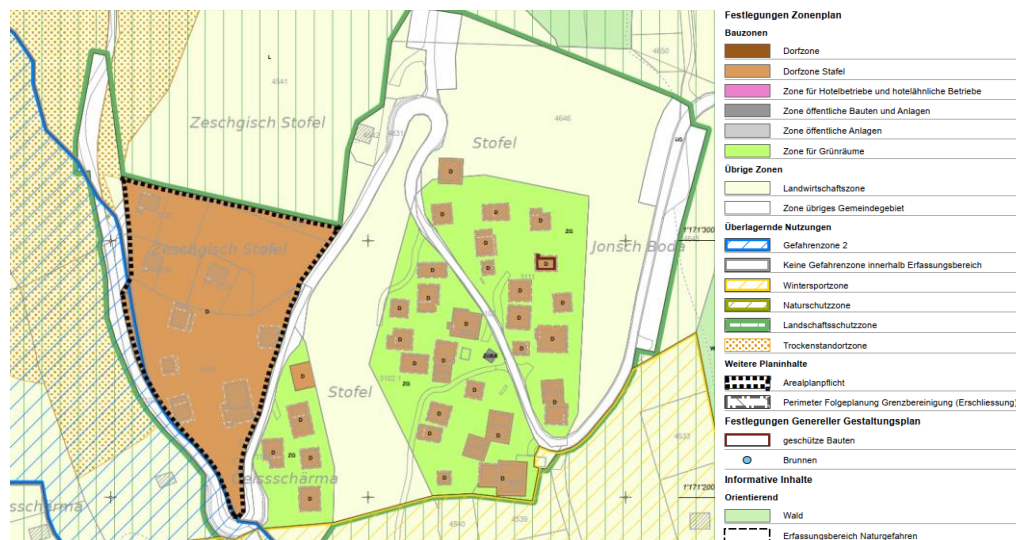 Festlegungen Zonenplan
Bauzonen
Dorfzone
Dorfzone Stafel
Zone für Hotelbetriebe und hotelähnliche Betriebe
Zone öffentliche Bauten und Anlagen
Zone öffentliche Anlagen
Zone für Grünräume
Übrige Zonen
Landwirtschaftszone
Zone übriges Gemeindegebiet
Überlagernde Nutzungen
Gefahrenzone 2
Keine Gefahrenzone innerhalb Erfassungsbereich
Wintersportzone
Naturschutzzone
Landschaftsschutzzone
Trockenstandortzone
Weitere Planinhalte
Arealplanpflicht
Perimeter Folgeplanung Grenzbereinigung (Erschliessung)
Festlegungen Genereller Gestaltungsplan
geschütze Bauten
Brunnen
Informative Inhalte
Orientierend
Wald
Erfassungsbereich Naturgefahren
L
4541
4650
Zeschgisch Stofel
4631
4646
Stofel
Zeschgisch Stofel
Jonsch Boda
1'171'300
ZG
D
Stofel
ZG
4533
ZG
Geissschärma
1'171'200
4540
4539